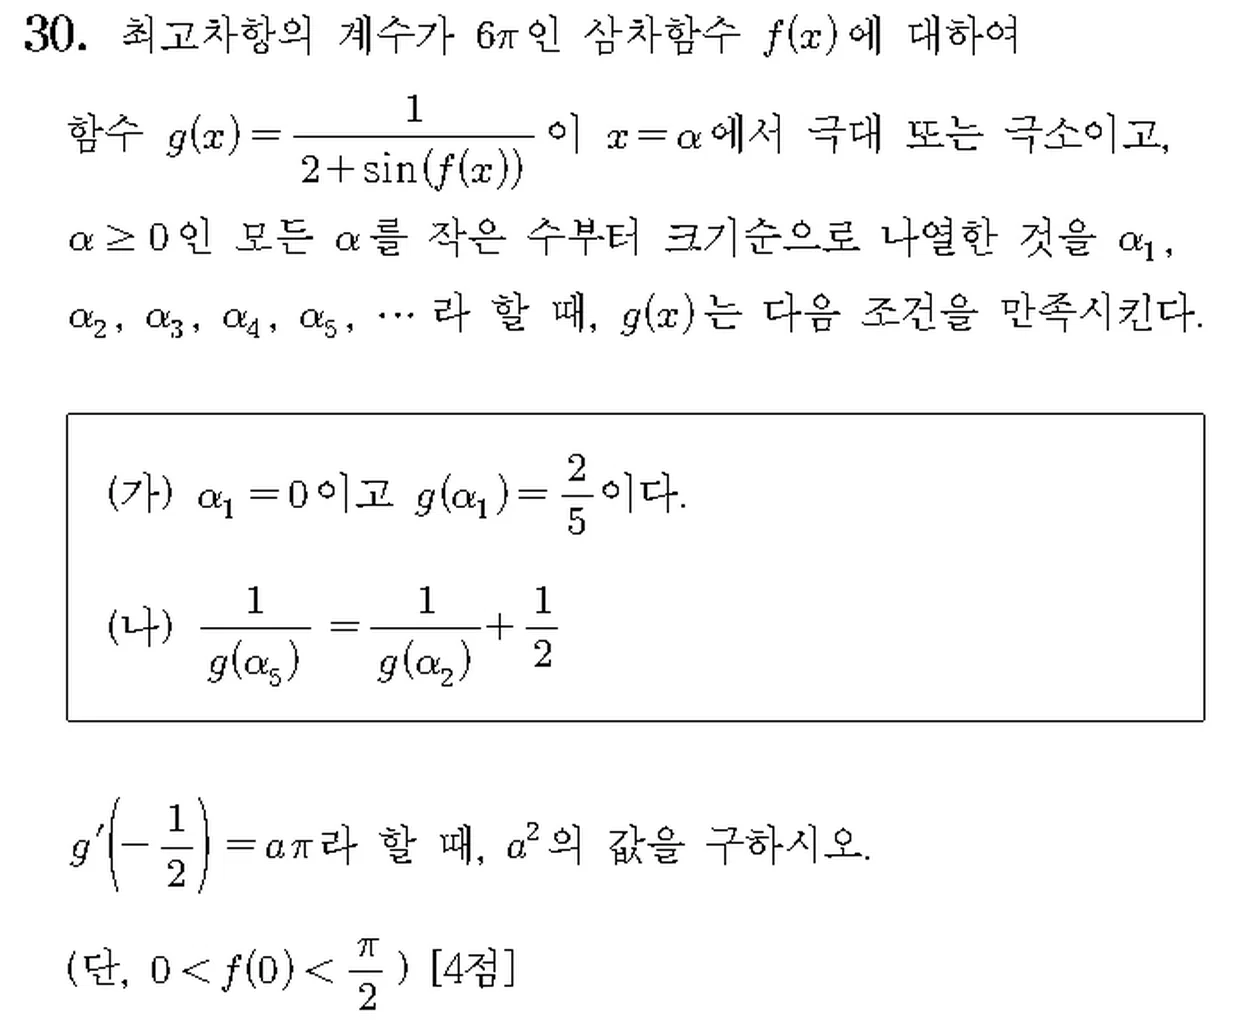 30. 최고차항의 계수가 6π인 삼차함수 f(x)에 대하여
함수 g(x) = 1/(2+sin(f(x))) 이 x=α에서 극대 또는 극소이고,
α≥0인 모든 α를 작은 수부터 크기순으로 나열한 것을 α₁,
α₂, α₃, α₄, α₅, ⋯라 할 때, g(x)는 다음 조건을 만족시킨다.
(가) α₁=0이고 g(α₁)=2/5이다.
(나) 1/g(α₅) = 1/g(α₂) + 1/2
g′(−1/2)=aπ라 할 때, a²의 값을 구하시오.
(단, 0<f(0)<π/2) [4점]